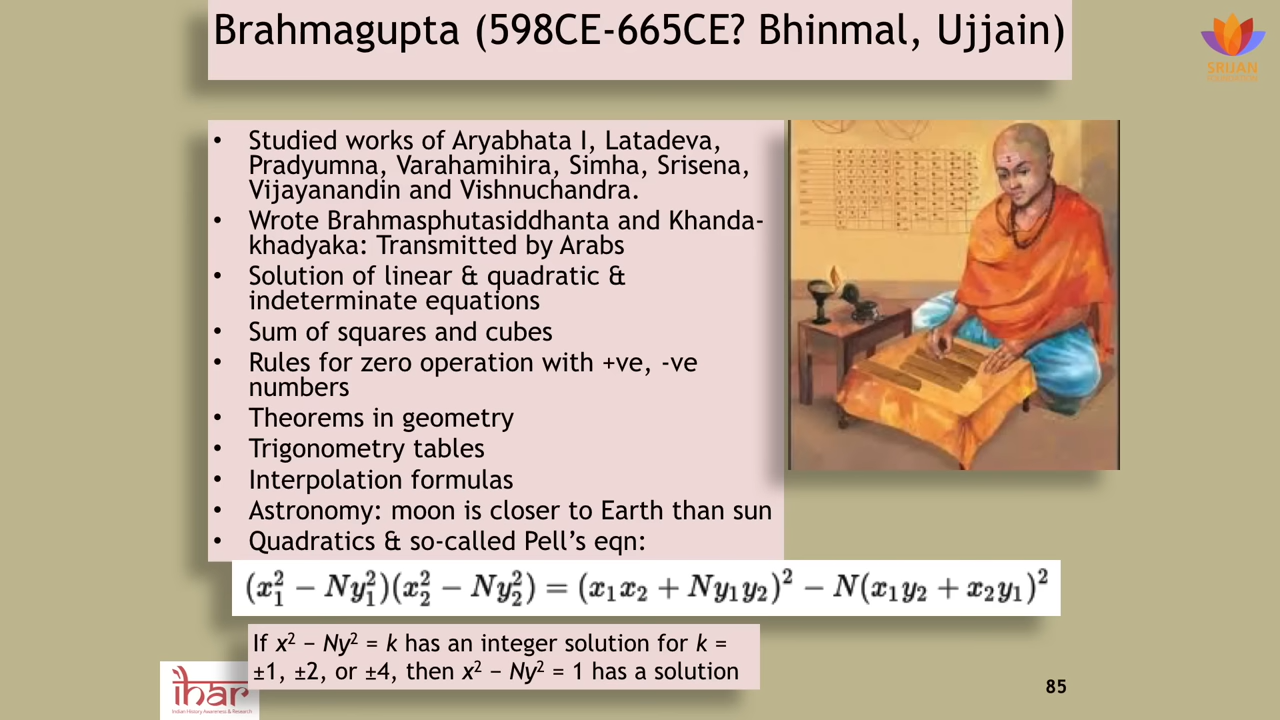 Brahmagupta (598CE-665CE? Bhinmal, Ujjain)
SRIJAN
• Studied works of Aryabhata I, Latadeva,
Pradyumna, Varahamihira, Simha, Srisena,
Vijayanandin and Vishnuchandra.
• Wrote Brahmasphutasiddhanta and Khanda-
khadyaka: Transmitted by Arabs
• Solution of linear & quadratic &
indeterminate equations
• Sum of squares and cubes
• Rules for zero operation with +ve, -ve
numbers
• Theorems in geometry
• Trigonometry tables
• Interpolation formulas
• Astronomy: moon is closer to Earth than sun
• Quadratics & so-called Pell’s eqn:
(x₁² − Ny₁²)(x₂² − Ny₂²) = (x₁x₂ + Ny₁y₂)² − N(x₁y₂ + x₂y₁)²
If x² − Ny² = k has an integer solution for k =
±1, ±2, or ±4, then x² − Ny² = 1 has a solution
ihar
Indian History Awareness & Research
85